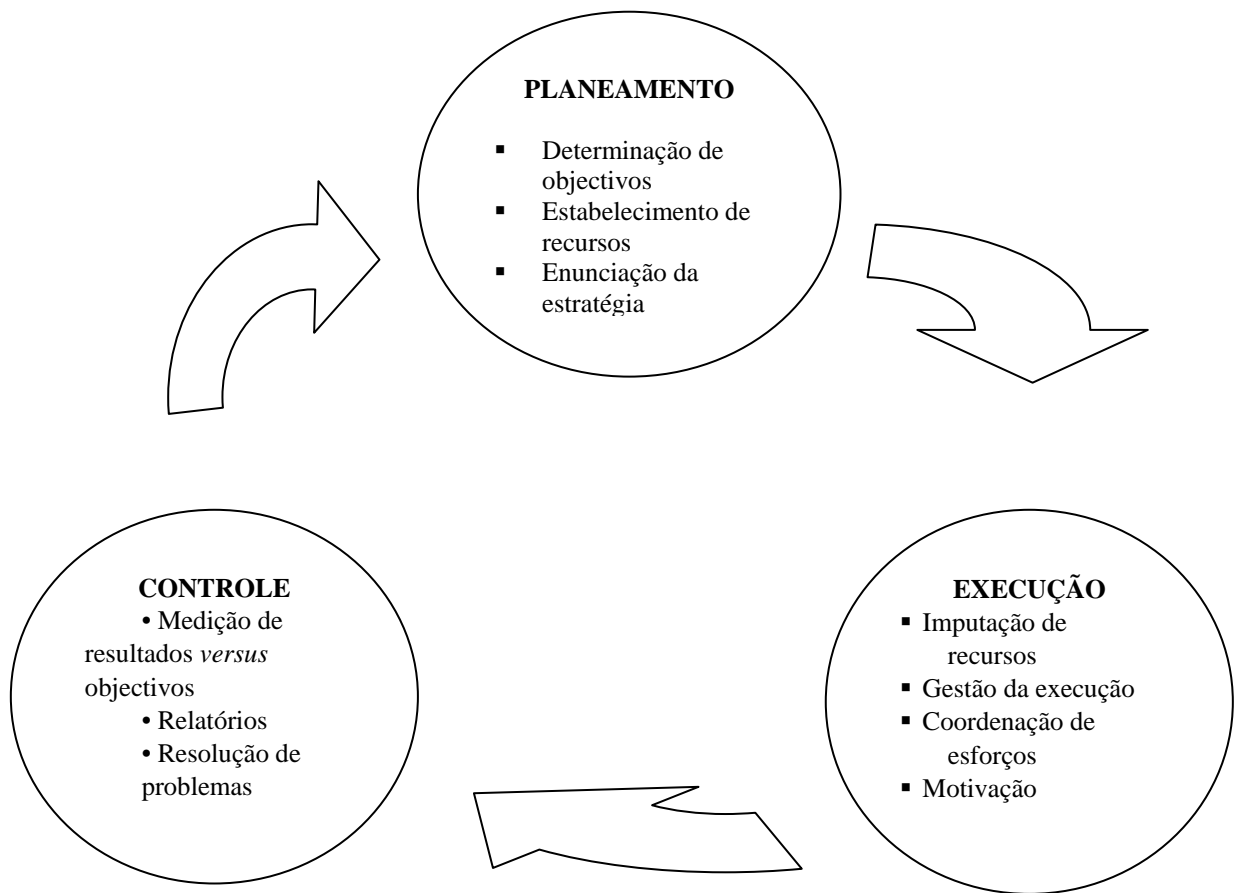 PLANEAMENTO
▪ Determinação de
objectivos
▪ Estabelecimento de
recursos
▪ Enunciação da
estratégia
CONTROLE
• Medição de
resultados versus
objectivos
• Relatórios
• Resolução de
problemas
EXECUÇÃO
▪ Imputação de
recursos
▪ Gestão da execução
▪ Coordenação de
esforços
▪ Motivação